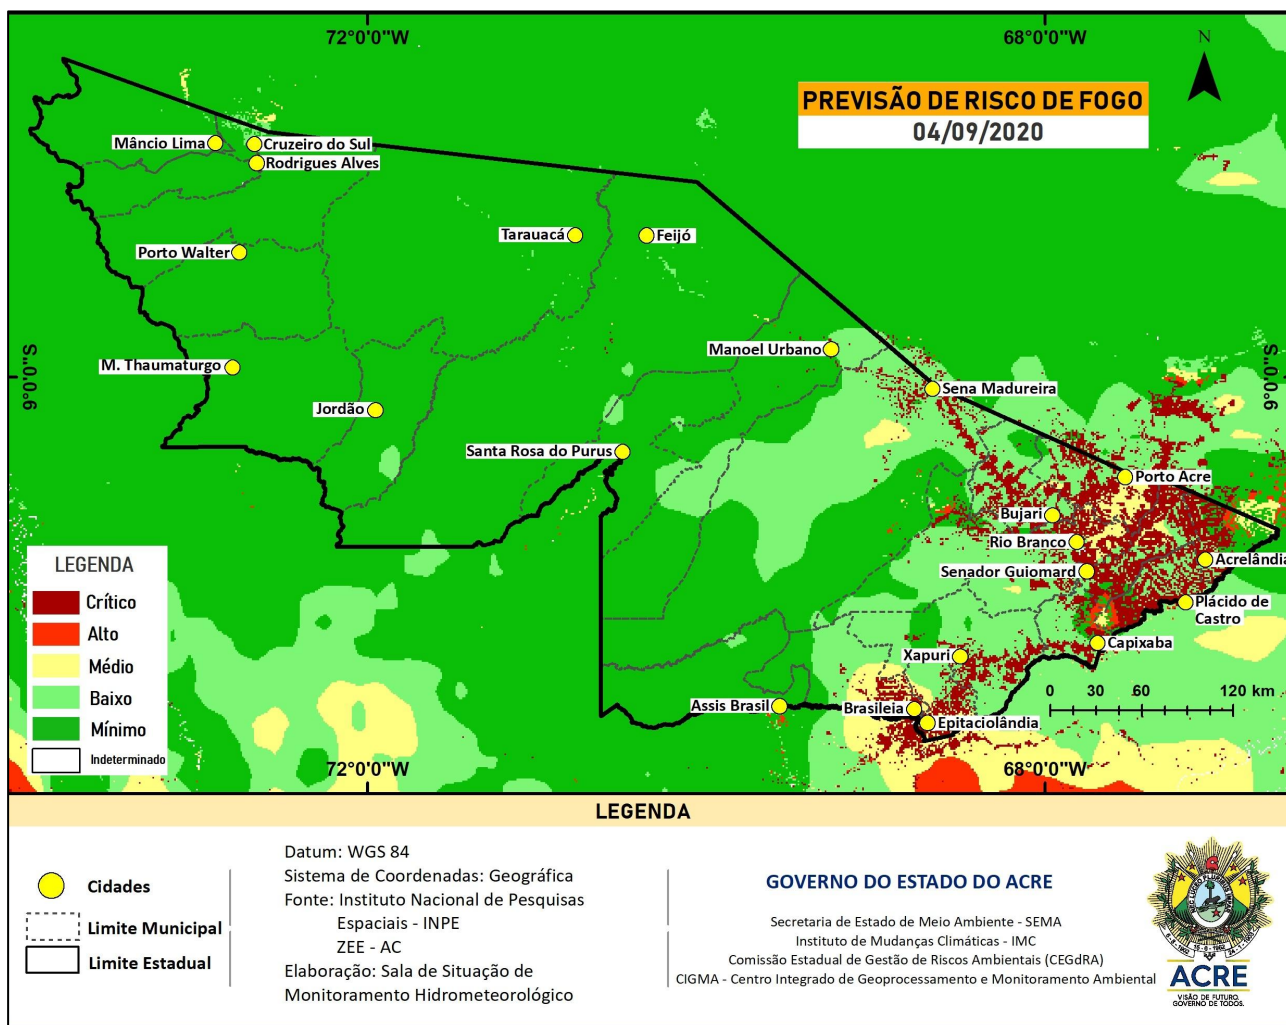 72°0'0"W
68°0'0"W
N
PREVISÃO DE RISCO DE FOGO
04/09/2020
Mâncio Lima
Cruzeiro do Sul
Rodrigues Alves
Tarauacá
Feijó
Porto Walter
Manoel Urbano
M. Thaumaturgo
9°0'0"S
9°0'0"S
Sena Madureira
Jordão
Santa Rosa do Purus
Porto Acre
Bujari
Rio Branco
Acrelândia
Senador Guiomard
Plácido de
Castro
Capixaba
Xapuri
Assis Brasil
Brasileia
Epitaciolândia
0 30 60 120 km
LEGENDA
Crítico
Alto
Médio
Baixo
Mínimo
Indeterminado
72°0'0"W
68°0'0"W
LEGENDA
Cidades
Limite Municipal
Limite Estadual
Datum: WGS 84
Sistema de Coordenadas: Geográfica
Fonte: Instituto Nacional de Pesquisas
Espaciais - INPE
ZEE - AC
Elaboração: Sala de Situação de
Monitoramento Hidrometeorológico
GOVERNO DO ESTADO DO ACRE
Secretaria de Estado de Meio Ambiente - SEMA
Instituto de Mudanças Climáticas - IMC
Comissão Estadual de Gestão de Riscos Ambientais (CEGdRA)
CIGMA - Centro Integrado de Geoprocessamento e Monitoramento Ambiental
ACRE
VISÃO DE FUTURO.
GOVERNO DE TODOS.